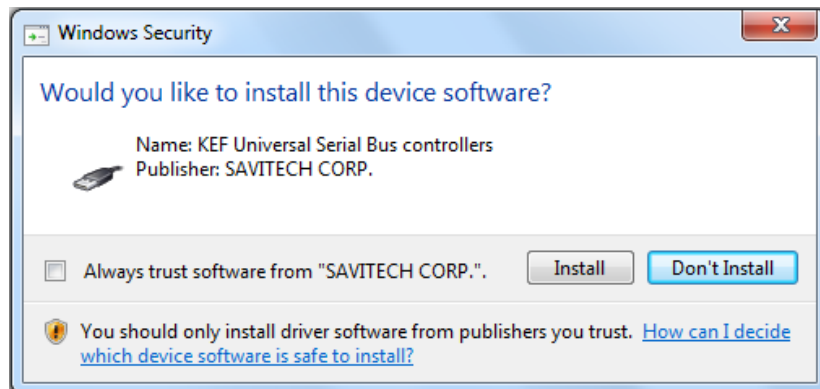 Windows Security
Would you like to install this device software?
Name: KEF Universal Serial Bus controllers
Publisher: SAVITECH CORP.
Always trust software from "SAVITECH CORP.".
Install
Don't Install
You should only install driver software from publishers you trust. How can I decide
which device software is safe to install?